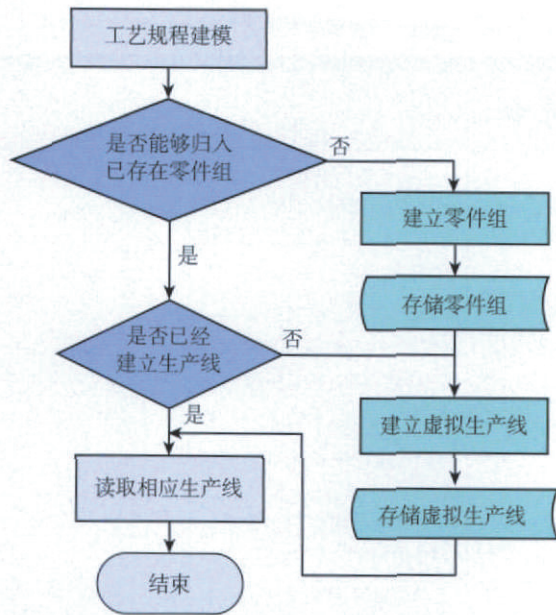 工艺规程建模
是否能够归入
已存在零件组
否
建立零件组
是
存储零件组
是否已经
建立生产线
否
是
建立虚拟生产线
读取相应生产线
存储虚拟生产线
结束